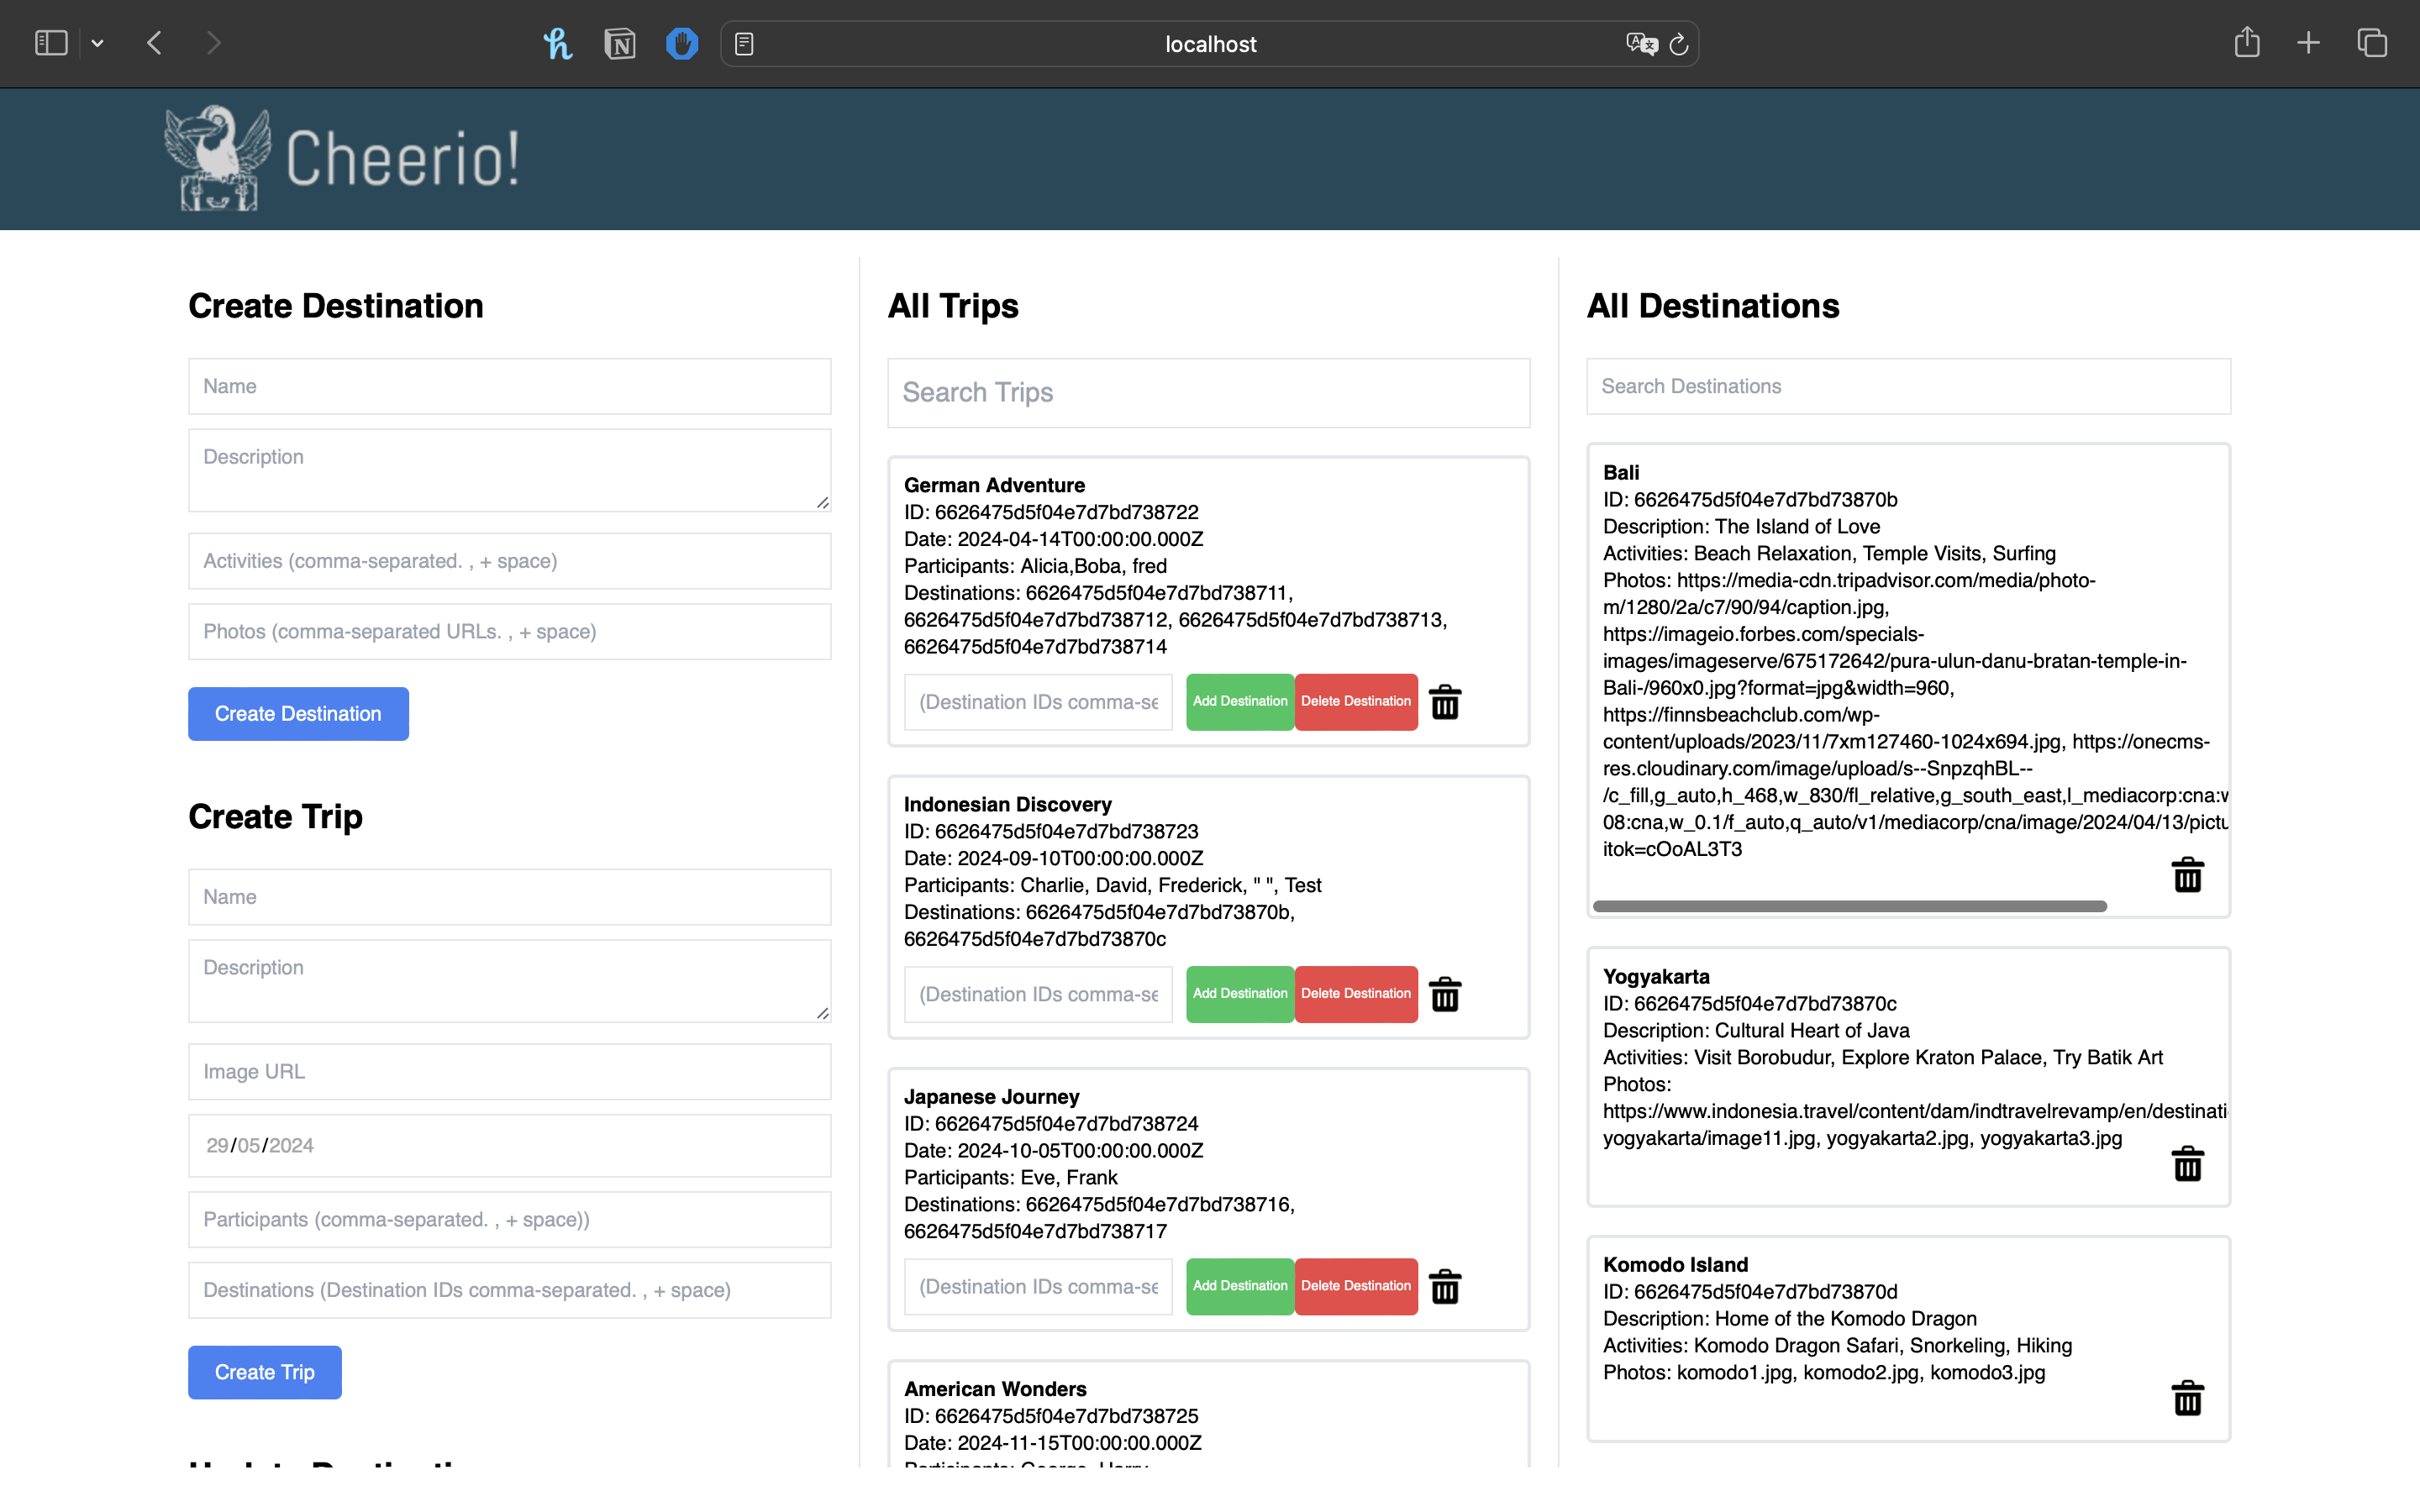 localhost
Cheerio!
Create Destination
Name
Description
Activities (comma-separated. , + space)
Photos (comma-separated URLs. , + space)
Create Destination
Create Trip
Name
Description
Image URL
29/05/2024
Participants (comma-separated. , + space))
Destinations (Destination IDs comma-separated. , + space)
Create Trip
All Trips
Search Trips
German Adventure
ID: 6626475d5f04e7d7bd738722
Date: 2024-04-14T00:00:00.000Z
Participants: Alicia,Boba, fred
Destinations: 6626475d5f04e7d7bd738711,
6626475d5f04e7d7bd738712, 6626475d5f04e7d7bd738713,
6626475d5f04e7d7bd738714
(Destination IDs comma-se
Add Destination
Delete Destination
Indonesian Discovery
ID: 6626475d5f04e7d7bd738723
Date: 2024-09-10T00:00:00.000Z
Participants: Charlie, David, Frederick, " ", Test
Destinations: 6626475d5f04e7d7bd73870b,
6626475d5f04e7d7bd73870c
(Destination IDs comma-se
Add Destination
Delete Destination
Japanese Journey
ID: 6626475d5f04e7d7bd738724
Date: 2024-10-05T00:00:00.000Z
Participants: Eve, Frank
Destinations: 6626475d5f04e7d7bd738716,
6626475d5f04e7d7bd738717
(Destination IDs comma-se
Add Destination
Delete Destination
American Wonders
ID: 6626475d5f04e7d7bd738725
Date: 2024-11-15T00:00:00.000Z
All Destinations
Search Destinations
Bali
ID: 6626475d5f04e7d7bd73870b
Description: The Island of Love
Activities: Beach Relaxation, Temple Visits, Surfing
Photos: https://media-cdn.tripadvisor.com/media/photo-
m/1280/2a/c7/90/94/caption.jpg,
https://imageio.forbes.com/specials-
images/imageserve/675172642/pura-ulun-danu-bratan-temple-in-
Bali-/960x0.jpg?format=jpg&width=960,
https://finnsbeachclub.com/wp-
content/uploads/2023/11/7xm127460-1024x694.jpg, https://onecms-
res.cloudinary.com/image/upload/s--SnpzqhBL--
/c_fill,g_auto,h_468,w_830/fl_relative,g_south_east,l_mediacorp:cna:w
08:cna,w_0.1/f_auto,q_auto/v1/mediacorp/cna/image/2024/04/13/pictu
itok=cOoAL3T3
Yogyakarta
ID: 6626475d5f04e7d7bd73870c
Description: Cultural Heart of Java
Activities: Visit Borobudur, Explore Kraton Palace, Try Batik Art
Photos:
https://www.indonesia.travel/content/dam/indtravelrevamp/en/destinati
yogyakarta/image11.jpg, yogyakarta2.jpg, yogyakarta3.jpg
Komodo Island
ID: 6626475d5f04e7d7bd73870d
Description: Home of the Komodo Dragon
Activities: Komodo Dragon Safari, Snorkeling, Hiking
Photos: komodo1.jpg, komodo2.jpg, komodo3.jpg